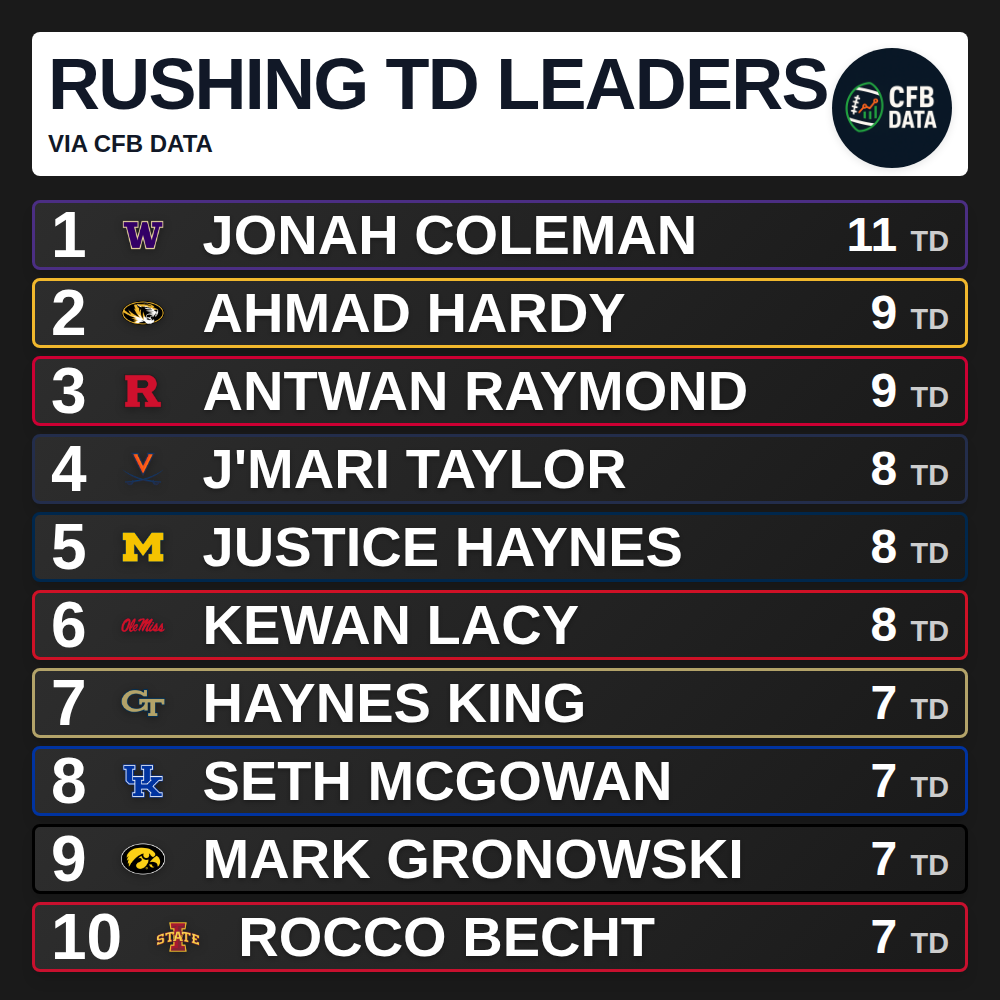 RUSHING TD LEADERS
VIA CFB DATA
CFB
DATA
1 W JONAH COLEMAN 11 TD
2 AHMAD HARDY 9 TD
3 R ANTWAN RAYMOND 9 TD
4 V J'MARI TAYLOR 8 TD
5 M JUSTICE HAYNES 8 TD
6 Ole Miss KEWAN LACY 8 TD
7 GT HAYNES KING 7 TD
8 UK SETH MCGOWAN 7 TD
9 MARK GRONOWSKI 7 TD
10 I STATE ROCCO BECHT 7 TD